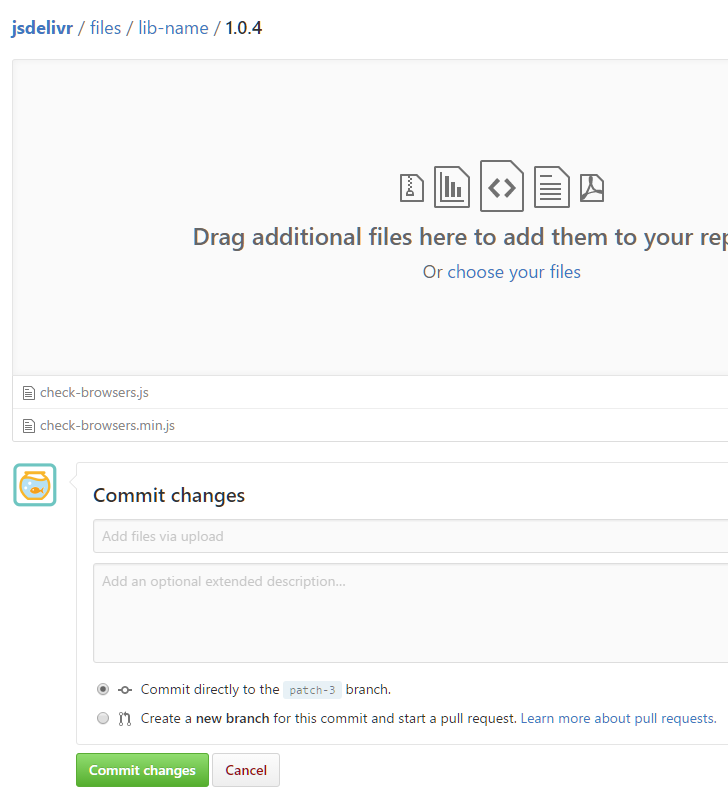 jsdelivr / files / lib-name / 1.0.4
Drag additional files here to add them to your rep
Or choose your files
check-browsers.js
check-browsers.min.js
Commit changes
Add files via upload
Add an optional extended description...
Commit directly to the patch-3 branch.
Create a new branch for this commit and start a pull request. Learn more about pull requests.
Commit changes Cancel